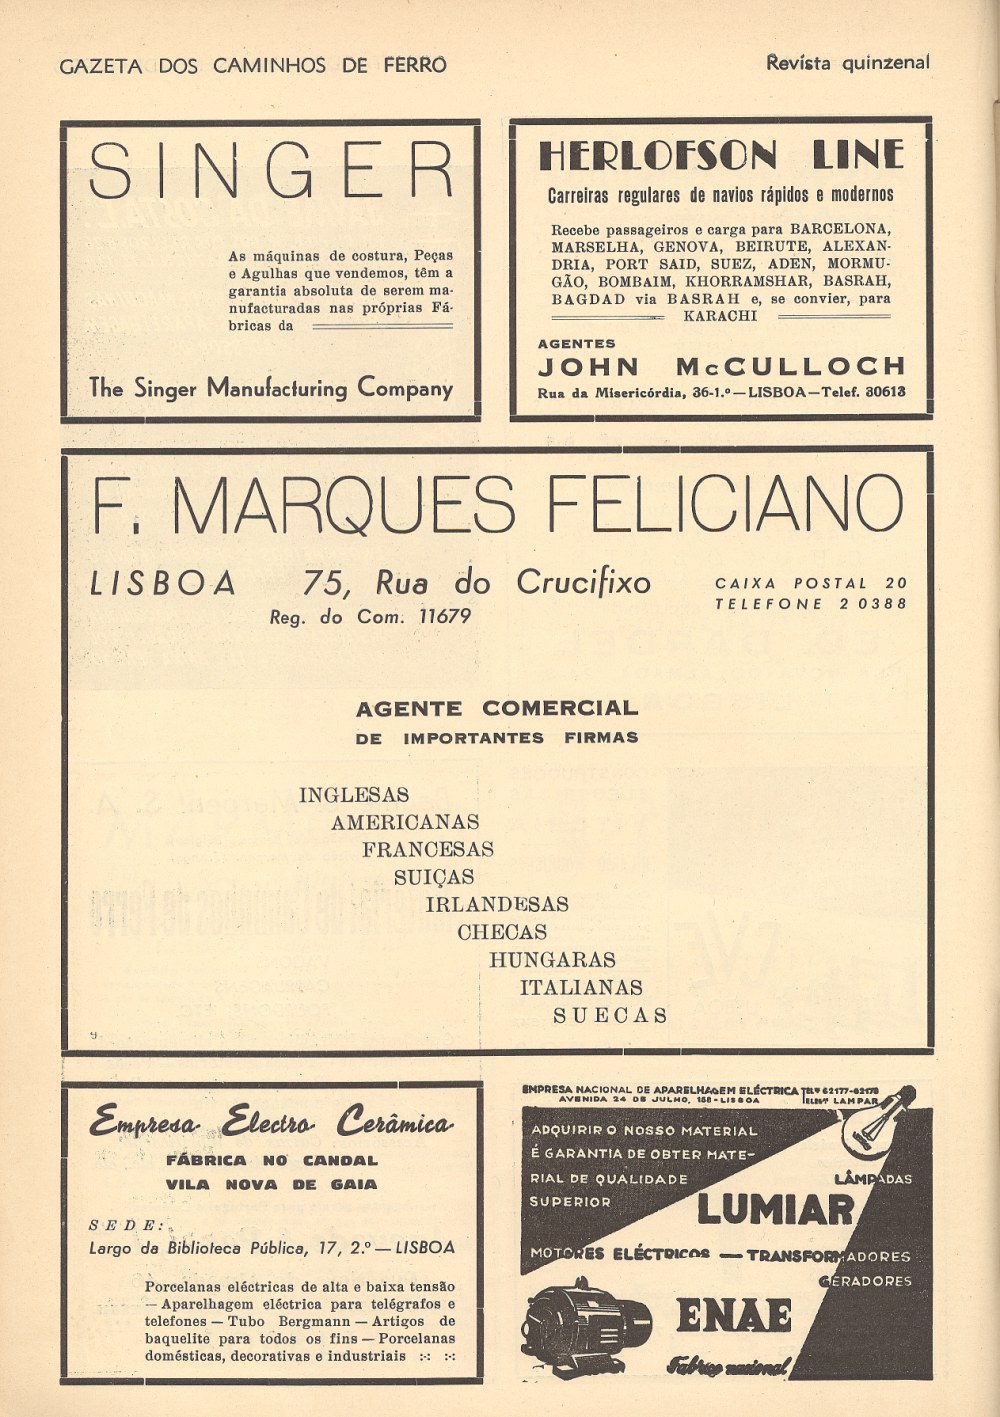 GAZETA DOS CAMINHOS DE FERRO
Revista quinzenal
SINGER
As máquinas de costura, Peças
e Agulhas que vendemos, têm a
garantia absoluta de serem ma-
nufacturadas nas próprias Fá-
bricas da
The Singer Manufacturing Company
HERLOFSON LINE
Carreiras regulares de navios rápidos e modernos
Recebe passageiros e carga para BARCELONA,
MARSELHA, GENOVA, BEIRUTE, ALEXAN-
DRIA, PORT SAID, SUEZ, ADEN, MORMU-
GÃO, BOMBAIM, KHORRAMSHAR, BASRAH,
BAGDAD via BASRAH e, se convier, para
KARACHI
AGENTES
JOHN McCULLOCH
Rua da Misericórdia, 36-1.º — LISBOA — Telef. 30613
F. MARQUES FELICIANO
LISBOA 75, Rua do Crucifixo
Reg. do Com. 11679
CAIXA POSTAL 20
TELEFONE 2 0388
AGENTE COMERCIAL
DE IMPORTANTES FIRMAS
INGLESAS
AMERICANAS
FRANCESAS
SUIÇAS
IRLANDESAS
CHECAS
HUNGARAS
ITALIANAS
SUECAS
Empresa Electro Cerâmica
FÁBRICA NO CANDAL
VILA NOVA DE GAIA
SEDE:
Largo da Biblioteca Pública, 17, 2.º — LISBOA
Porcelanas eléctricas de alta e baixa tensão
— Aparelhagem eléctrica para telégrafos e
telefones — Tubo Bergmann — Artigos de
baquelite para todos os fins — Porcelanas
domésticas, decorativas e industriais :-: :-:
EMPRESA NACIONAL DE APARELHAGEM ELÉCTRICA
AVENIDA 24 DE JULHO, 158 - LISBOA
LAMPAR
ADQUIRIR O NOSSO MATERIAL
É GARANTIA DE OBTER MATE-
RIAL DE QUALIDADE
SUPERIOR
LÂMPADAS
LUMIAR
MOTORES ELÉCTRICOS — TRANSFORMADORES
GERADORES
ENAE
Fabrico nacional